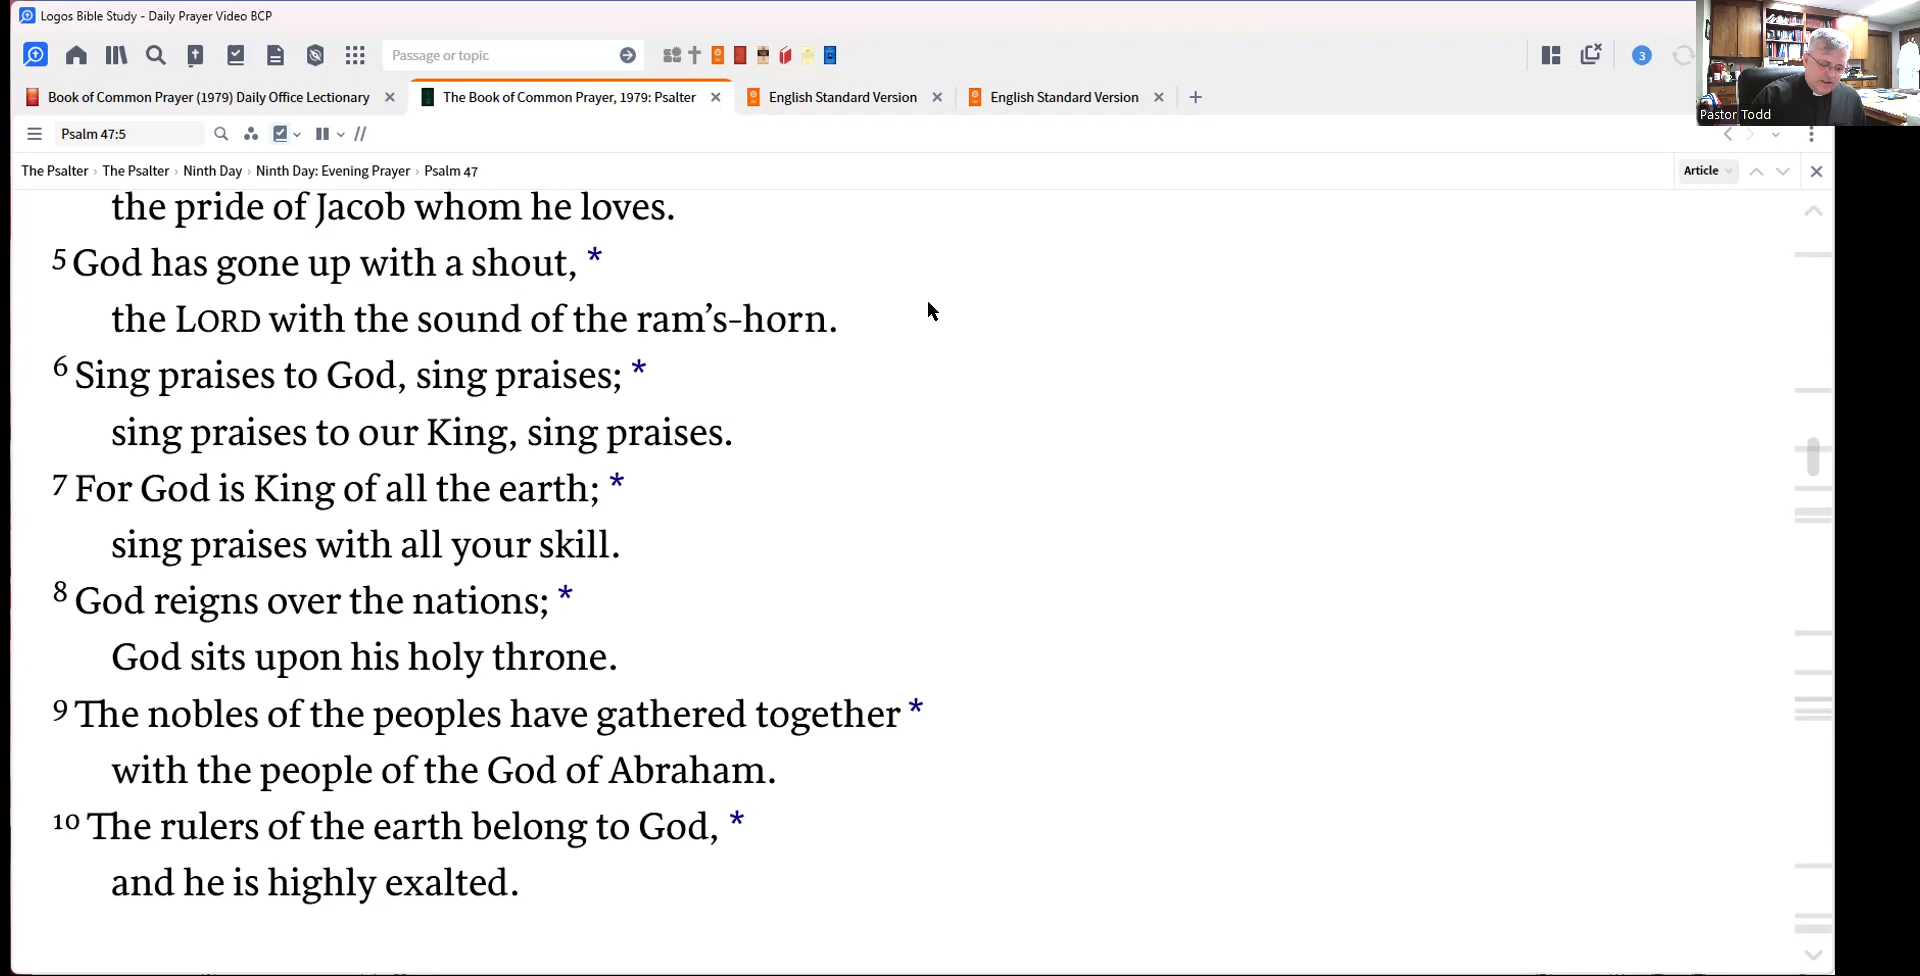 Logos Bible Study - Daily Prayer Video BCP
Passage or topic
3
Book of Common Prayer (1979) Daily Office Lectionary
The Book of Common Prayer, 1979: Psalter
English Standard Version
English Standard Version
Pastor Todd
Psalm 47:5
The Psalter › The Psalter › Ninth Day › Ninth Day: Evening Prayer › Psalm 47
Article
the pride of Jacob whom he loves.
5 God has gone up with a shout, *
the LORD with the sound of the ram’s-horn.
6 Sing praises to God, sing praises; *
sing praises to our King, sing praises.
7 For God is King of all the earth; *
sing praises with all your skill.
8 God reigns over the nations; *
God sits upon his holy throne.
9 The nobles of the peoples have gathered together *
with the people of the God of Abraham.
10 The rulers of the earth belong to God, *
and he is highly exalted.